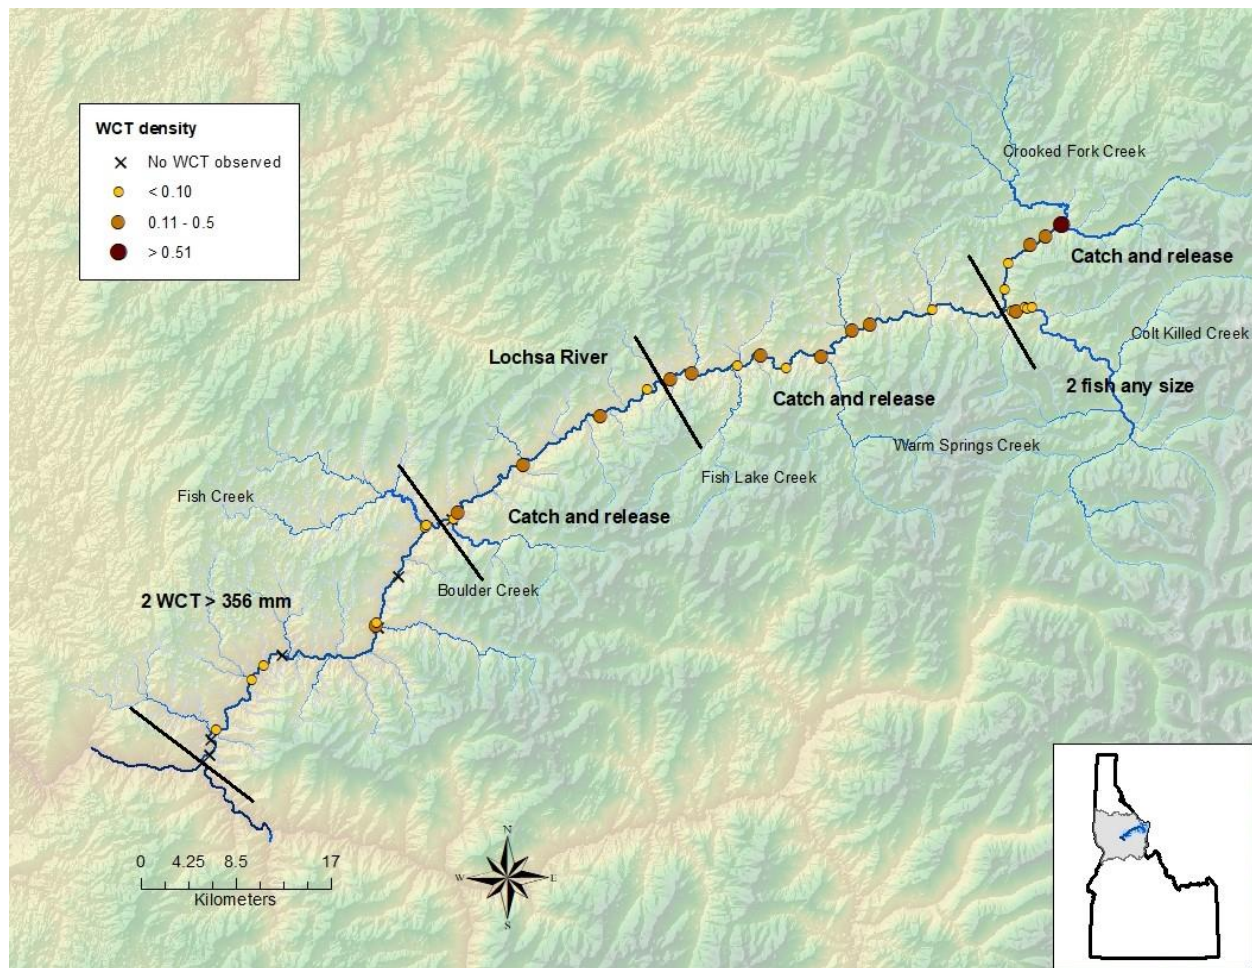 WCT density
No WCT observed
< 0.10
0.11 - 0.5
> 0.51
Crooked Fork Creek
Catch and release
Colt Killed Creek
Lochsa River
2 fish any size
Catch and release
Warm Springs Creek
Fish Lake Creek
Fish Creek
Catch and release
Boulder Creek
2 WCT > 356 mm
0 4.25 8.5 17
Kilometers
N
W E
S